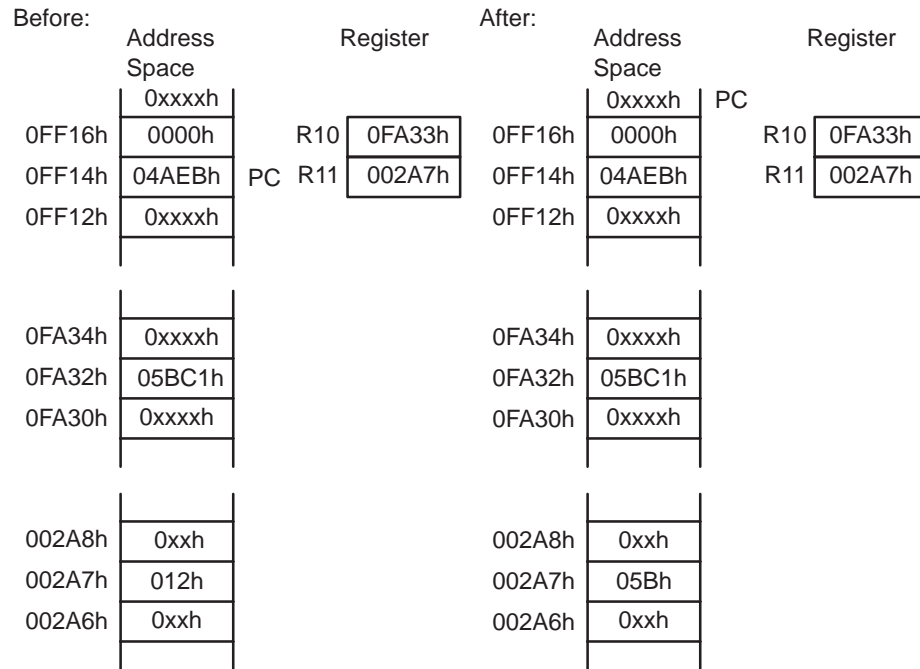 Before: After:
Address Register Address Register
Space Space
0xxxxh 0xxxxh PC
0FF16h 0000h R10 0FA33h 0FF16h 0000h R10 0FA33h
0FF14h 04AEBh PC R11 002A7h 0FF14h 04AEBh R11 002A7h
0FF12h 0xxxxh 0FF12h 0xxxxh
0FA34h 0xxxxh 0FA34h 0xxxxh
0FA32h 05BC1h 0FA32h 05BC1h
0FA30h 0xxxxh 0FA30h 0xxxxh
002A8h 0xxh 002A8h 0xxh
002A7h 012h 002A7h 05Bh
002A6h 0xxh 002A6h 0xxh